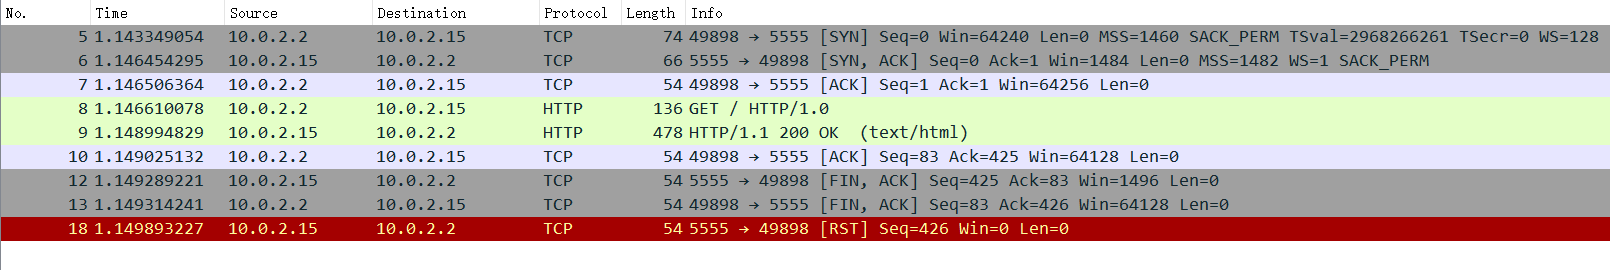 No. Time Source Destination Protocol Length Info
5 1.143349054 10.0.2.2 10.0.2.15 TCP 74 49898 → 5555 [SYN] Seq=0 Win=64240 Len=0 MSS=1460 SACK_PERM TSval=2968266261 TSecr=0 WS=128
6 1.146454295 10.0.2.15 10.0.2.2 TCP 66 5555 → 49898 [SYN, ACK] Seq=0 Ack=1 Win=1484 Len=0 MSS=1482 WS=1 SACK_PERM
7 1.146506364 10.0.2.2 10.0.2.15 TCP 54 49898 → 5555 [ACK] Seq=1 Ack=1 Win=64256 Len=0
8 1.146610078 10.0.2.2 10.0.2.15 HTTP 136 GET / HTTP/1.0
9 1.148994829 10.0.2.15 10.0.2.2 HTTP 478 HTTP/1.1 200 OK (text/html)
10 1.149025132 10.0.2.2 10.0.2.15 TCP 54 49898 → 5555 [ACK] Seq=83 Ack=425 Win=64128 Len=0
12 1.149289221 10.0.2.15 10.0.2.2 TCP 54 5555 → 49898 [FIN, ACK] Seq=425 Ack=83 Win=1496 Len=0
13 1.149314241 10.0.2.2 10.0.2.15 TCP 54 49898 → 5555 [FIN, ACK] Seq=83 Ack=426 Win=64128 Len=0
18 1.149893227 10.0.2.15 10.0.2.2 TCP 54 5555 → 49898 [RST] Seq=426 Win=0 Len=0